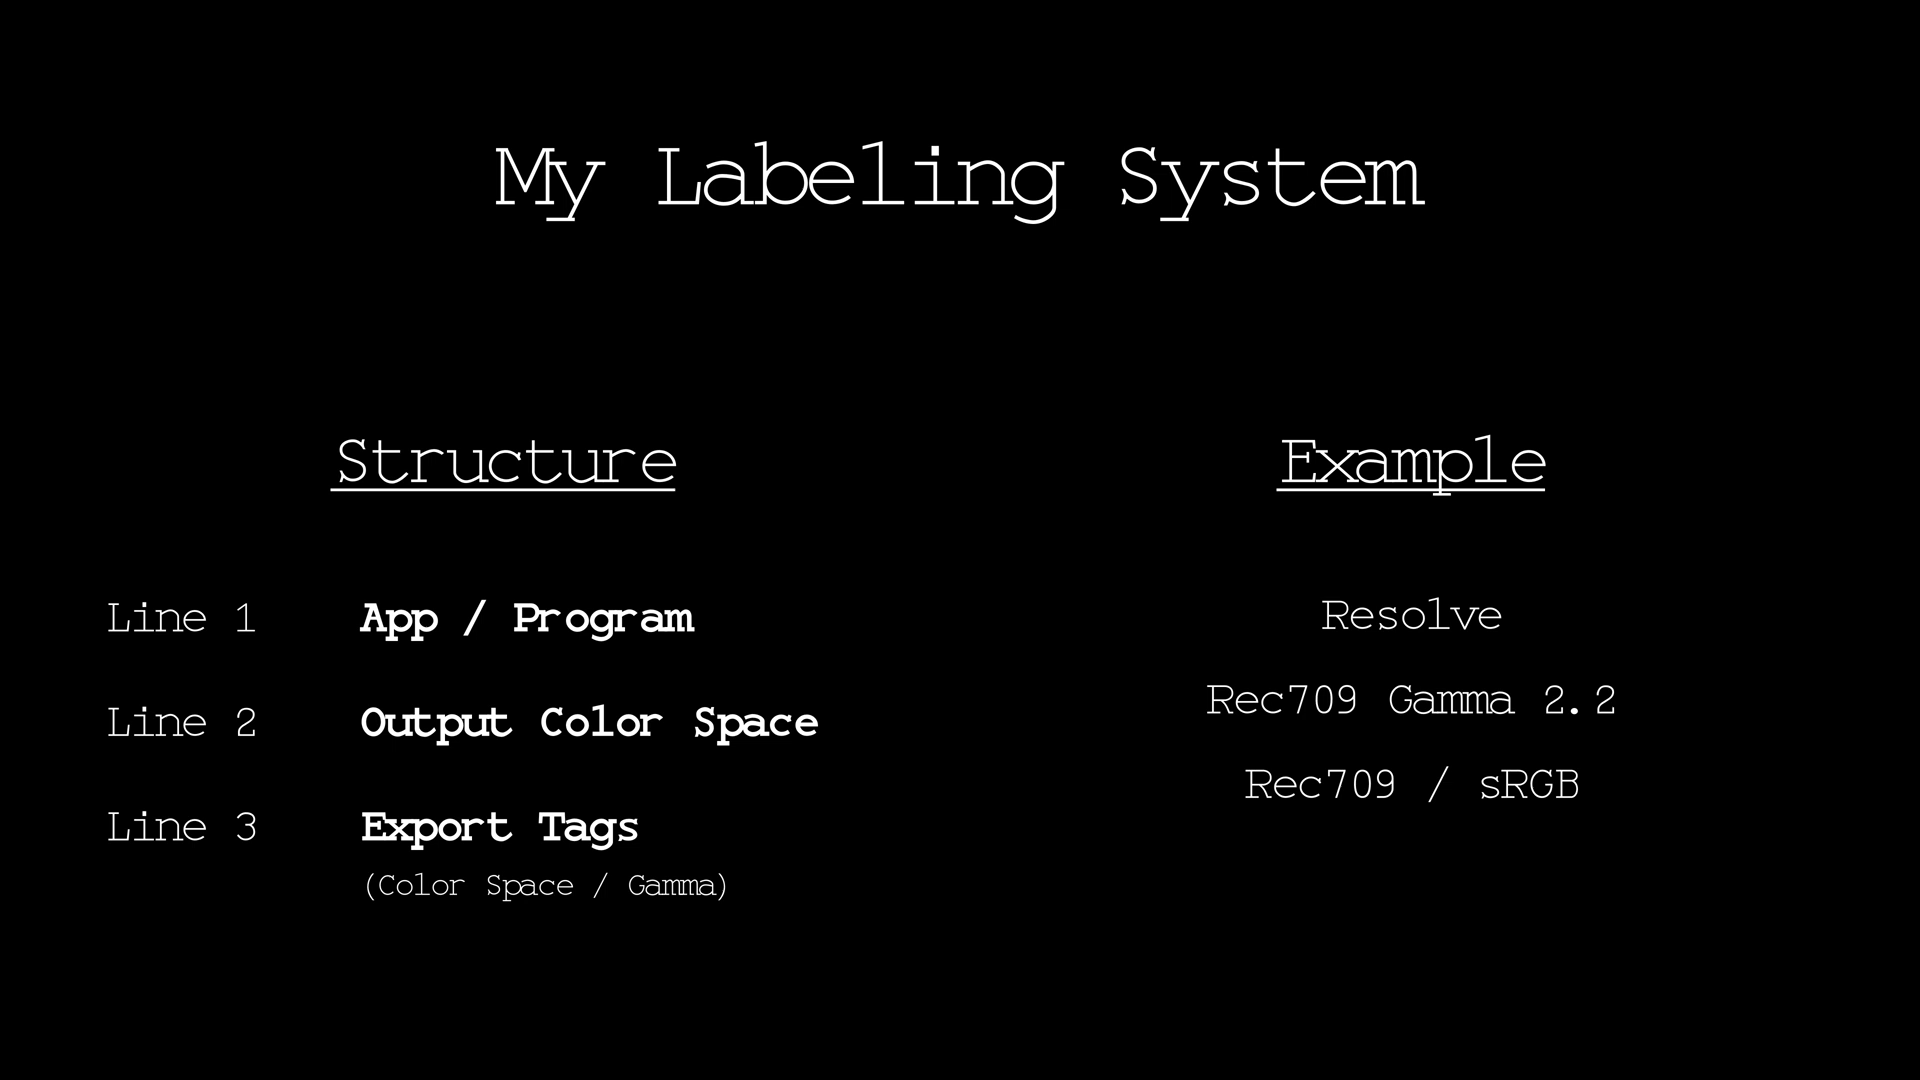 My Labeling System
Structure
Line 1 App / Program
Line 2 Output Color Space
Line 3 Export Tags
(Color Space / Gamma)
Example
Resolve
Rec709 Gamma 2.2
Rec709 / sRGB